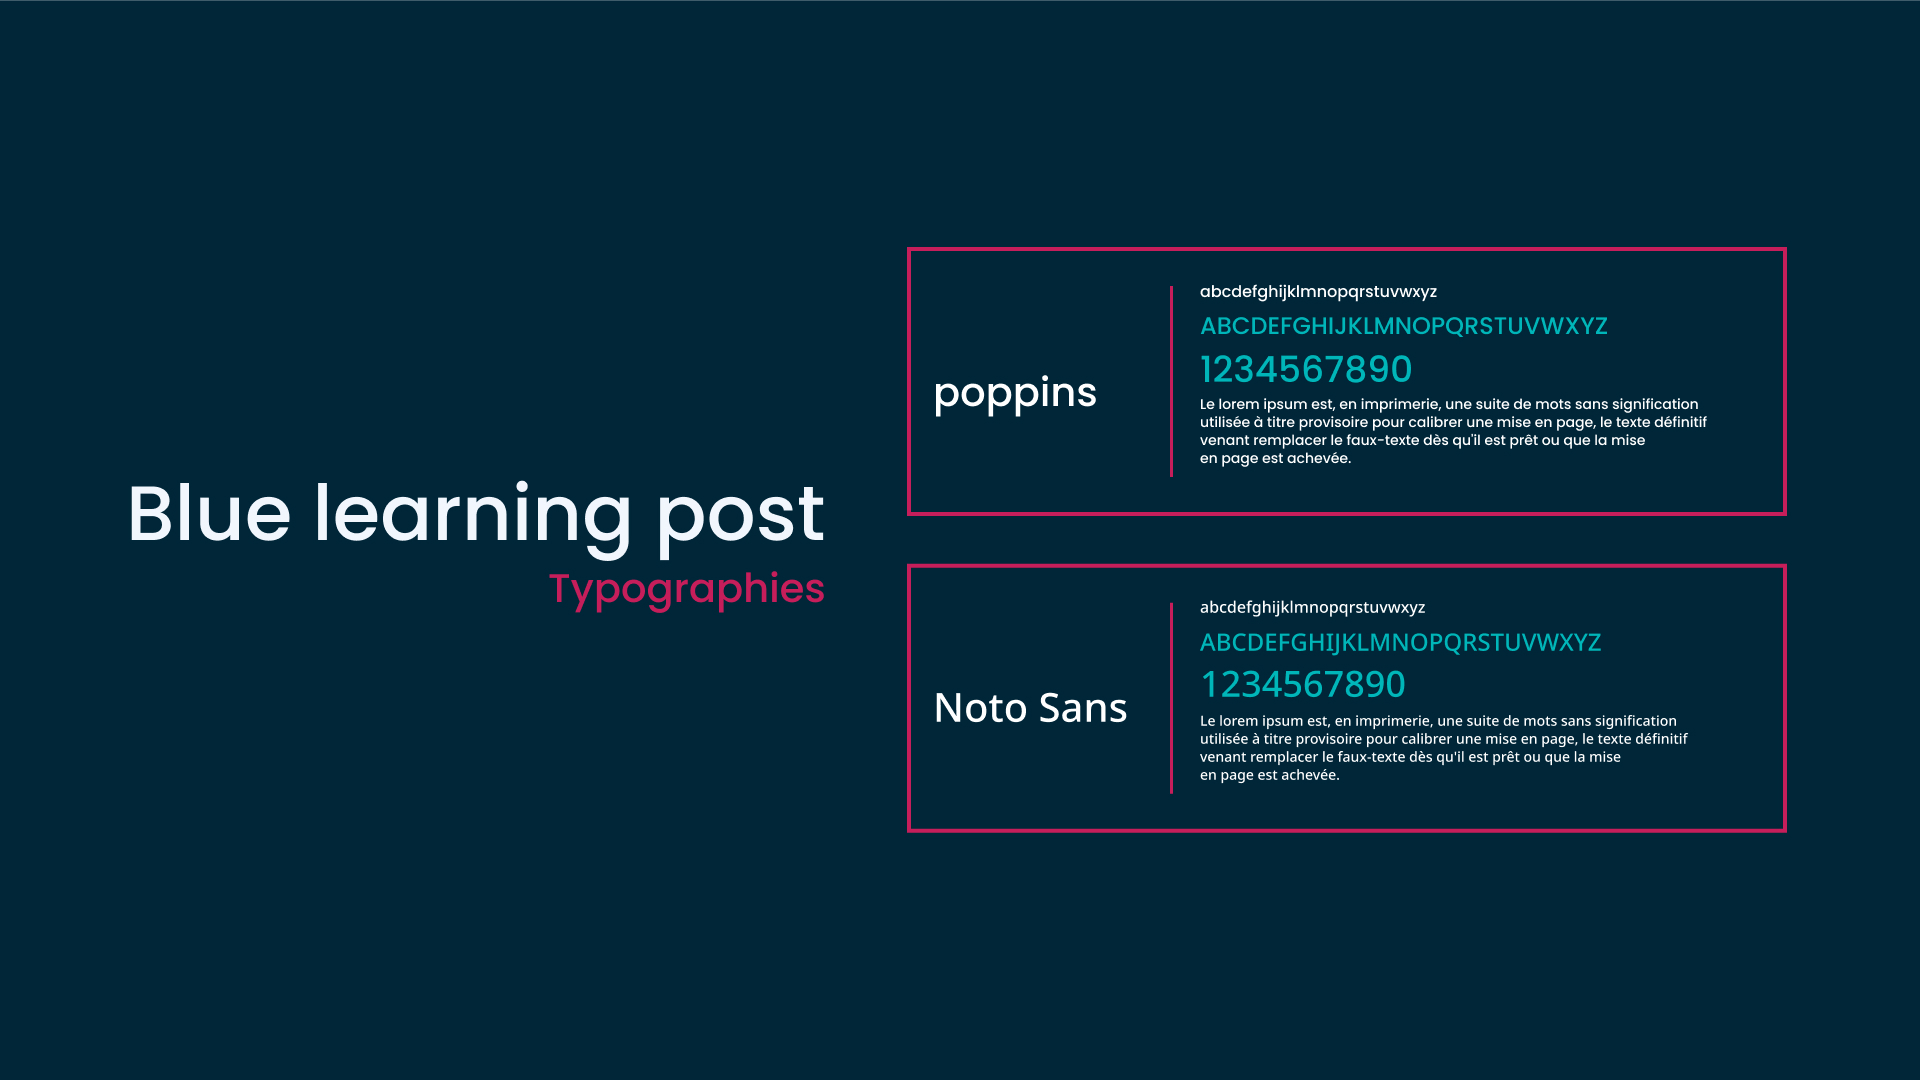 Blue learning post
Typographies
poppins
abcdefghijklmnopqrstuvwxyz
ABCDEFGHIJKLMNOPQRSTUVWXYZ
1234567890
Le lorem ipsum est, en imprimerie, une suite de mots sans signification
utilisée à titre provisoire pour calibrer une mise en page, le texte définitif
venant remplacer le faux-texte dès qu'il est prêt ou que la mise
en page est achevée.
Noto Sans
abcdefghijklmnopqrstuvwxyz
ABCDEFGHIJKLMNOPQRSTUVWXYZ
1234567890
Le lorem ipsum est, en imprimerie, une suite de mots sans signification
utilisée à titre provisoire pour calibrer une mise en page, le texte définitif
venant remplacer le faux-texte dès qu'il est prêt ou que la mise
en page est achevée.